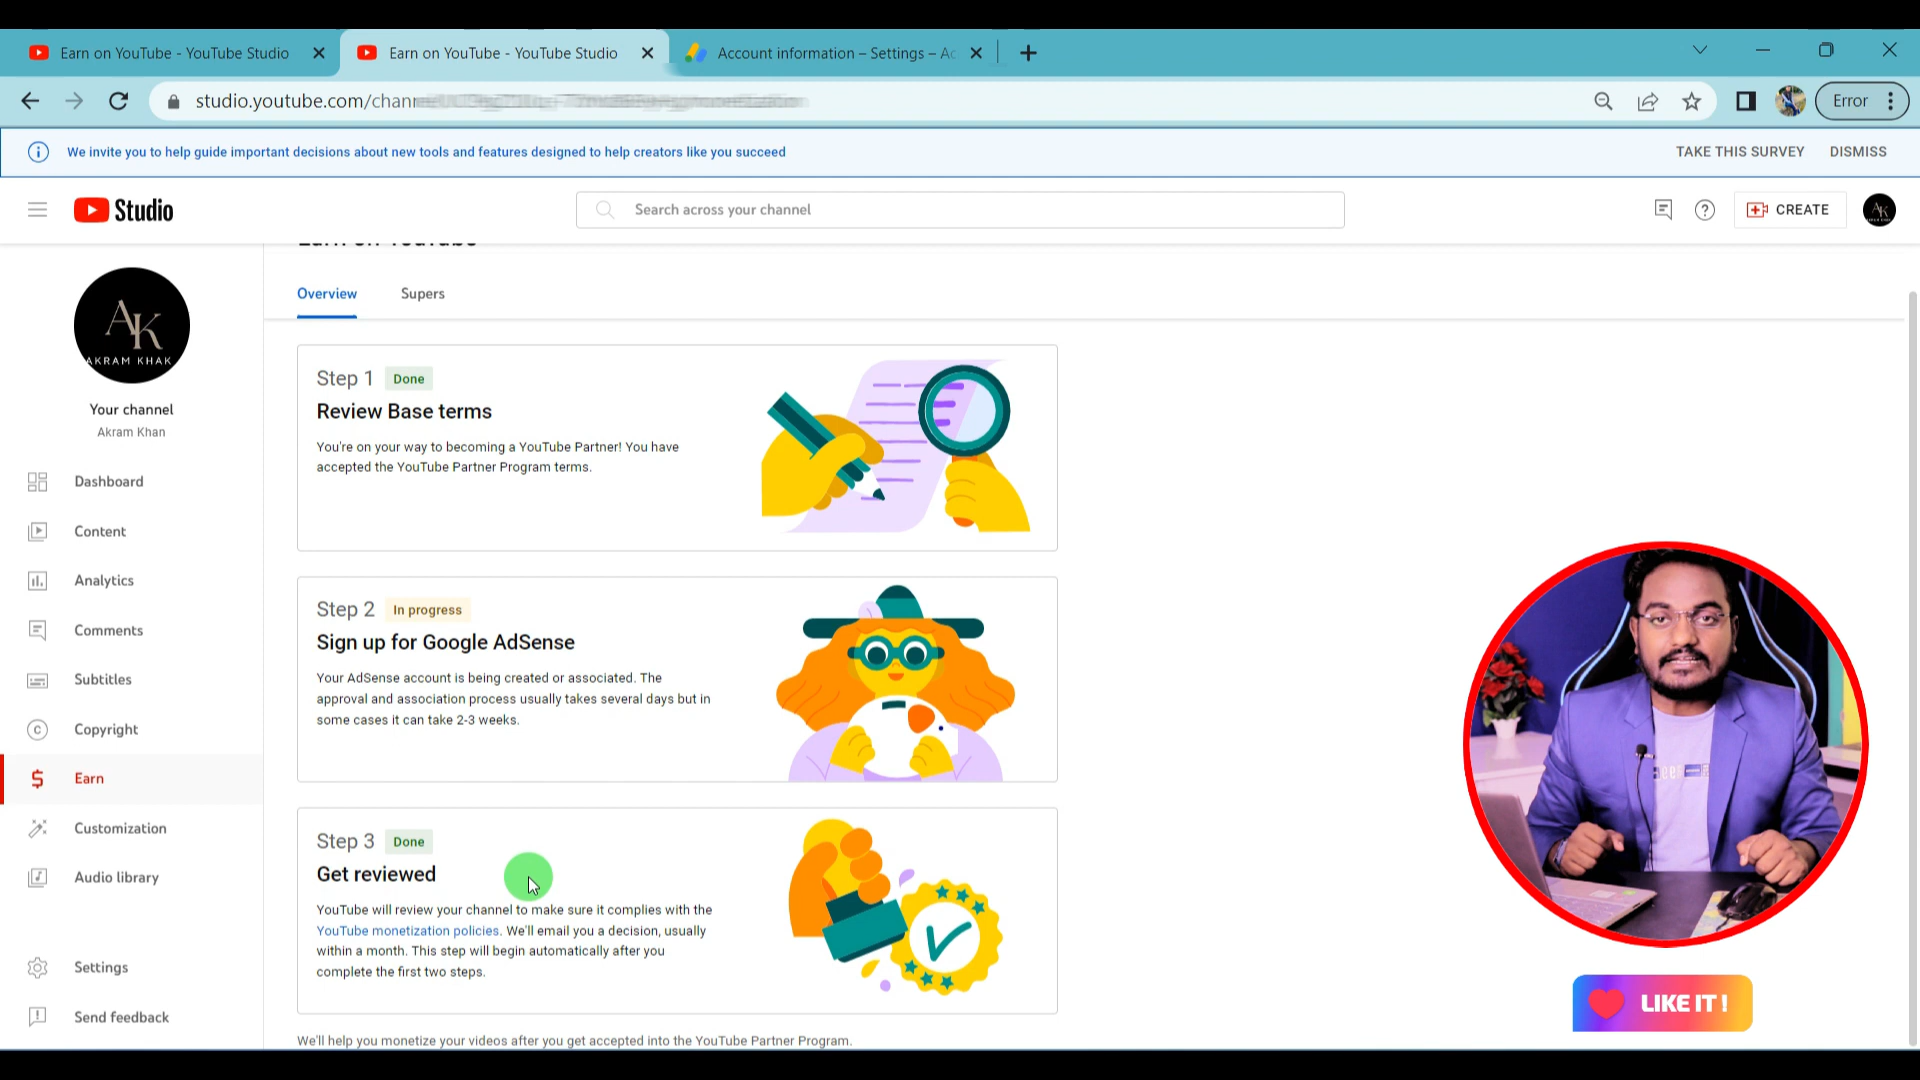 Earn on YouTube - YouTube Studio
Earn on YouTube - YouTube Studio
Account information – Settings – Ac
studio.youtube.com/chann
Error
We invite you to help guide important decisions about new tools and features designed to help creators like you succeed
TAKE THIS SURVEY
DISMISS
Studio
Search across your channel
CREATE
Earn on YouTube
Overview
Supers
AK
AKRAM KHAK
Your channel
Akram Khan
Dashboard
Content
Analytics
Comments
Subtitles
Copyright
Earn
Customization
Audio library
Settings
Send feedback
Step 1 Done
Review Base terms
You're on your way to becoming a YouTube Partner! You have
accepted the YouTube Partner Program terms.
Step 2 In progress
Sign up for Google AdSense
Your AdSense account is being created or associated. The
approval and association process usually takes several days but in
some cases it can take 2-3 weeks.
Step 3 Done
Get reviewed
YouTube will review your channel to make sure it complies with the
YouTube monetization policies. We'll email you a decision, usually
within a month. This step will begin automatically after you
complete the first two steps.
We'll help you monetize your videos after you get accepted into the YouTube Partner Program.
LIKE IT !